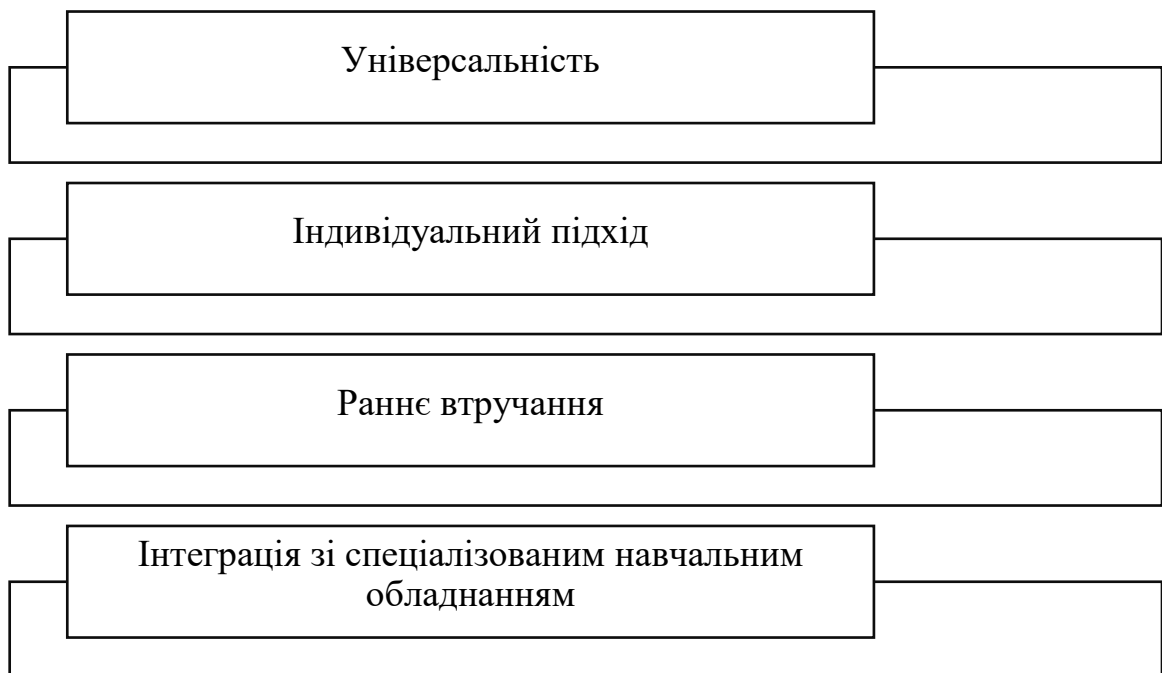 Універсальність
Індивідуальний підхід
Раннє втручання
Інтеграція зі спеціалізованим навчальним
обладнанням